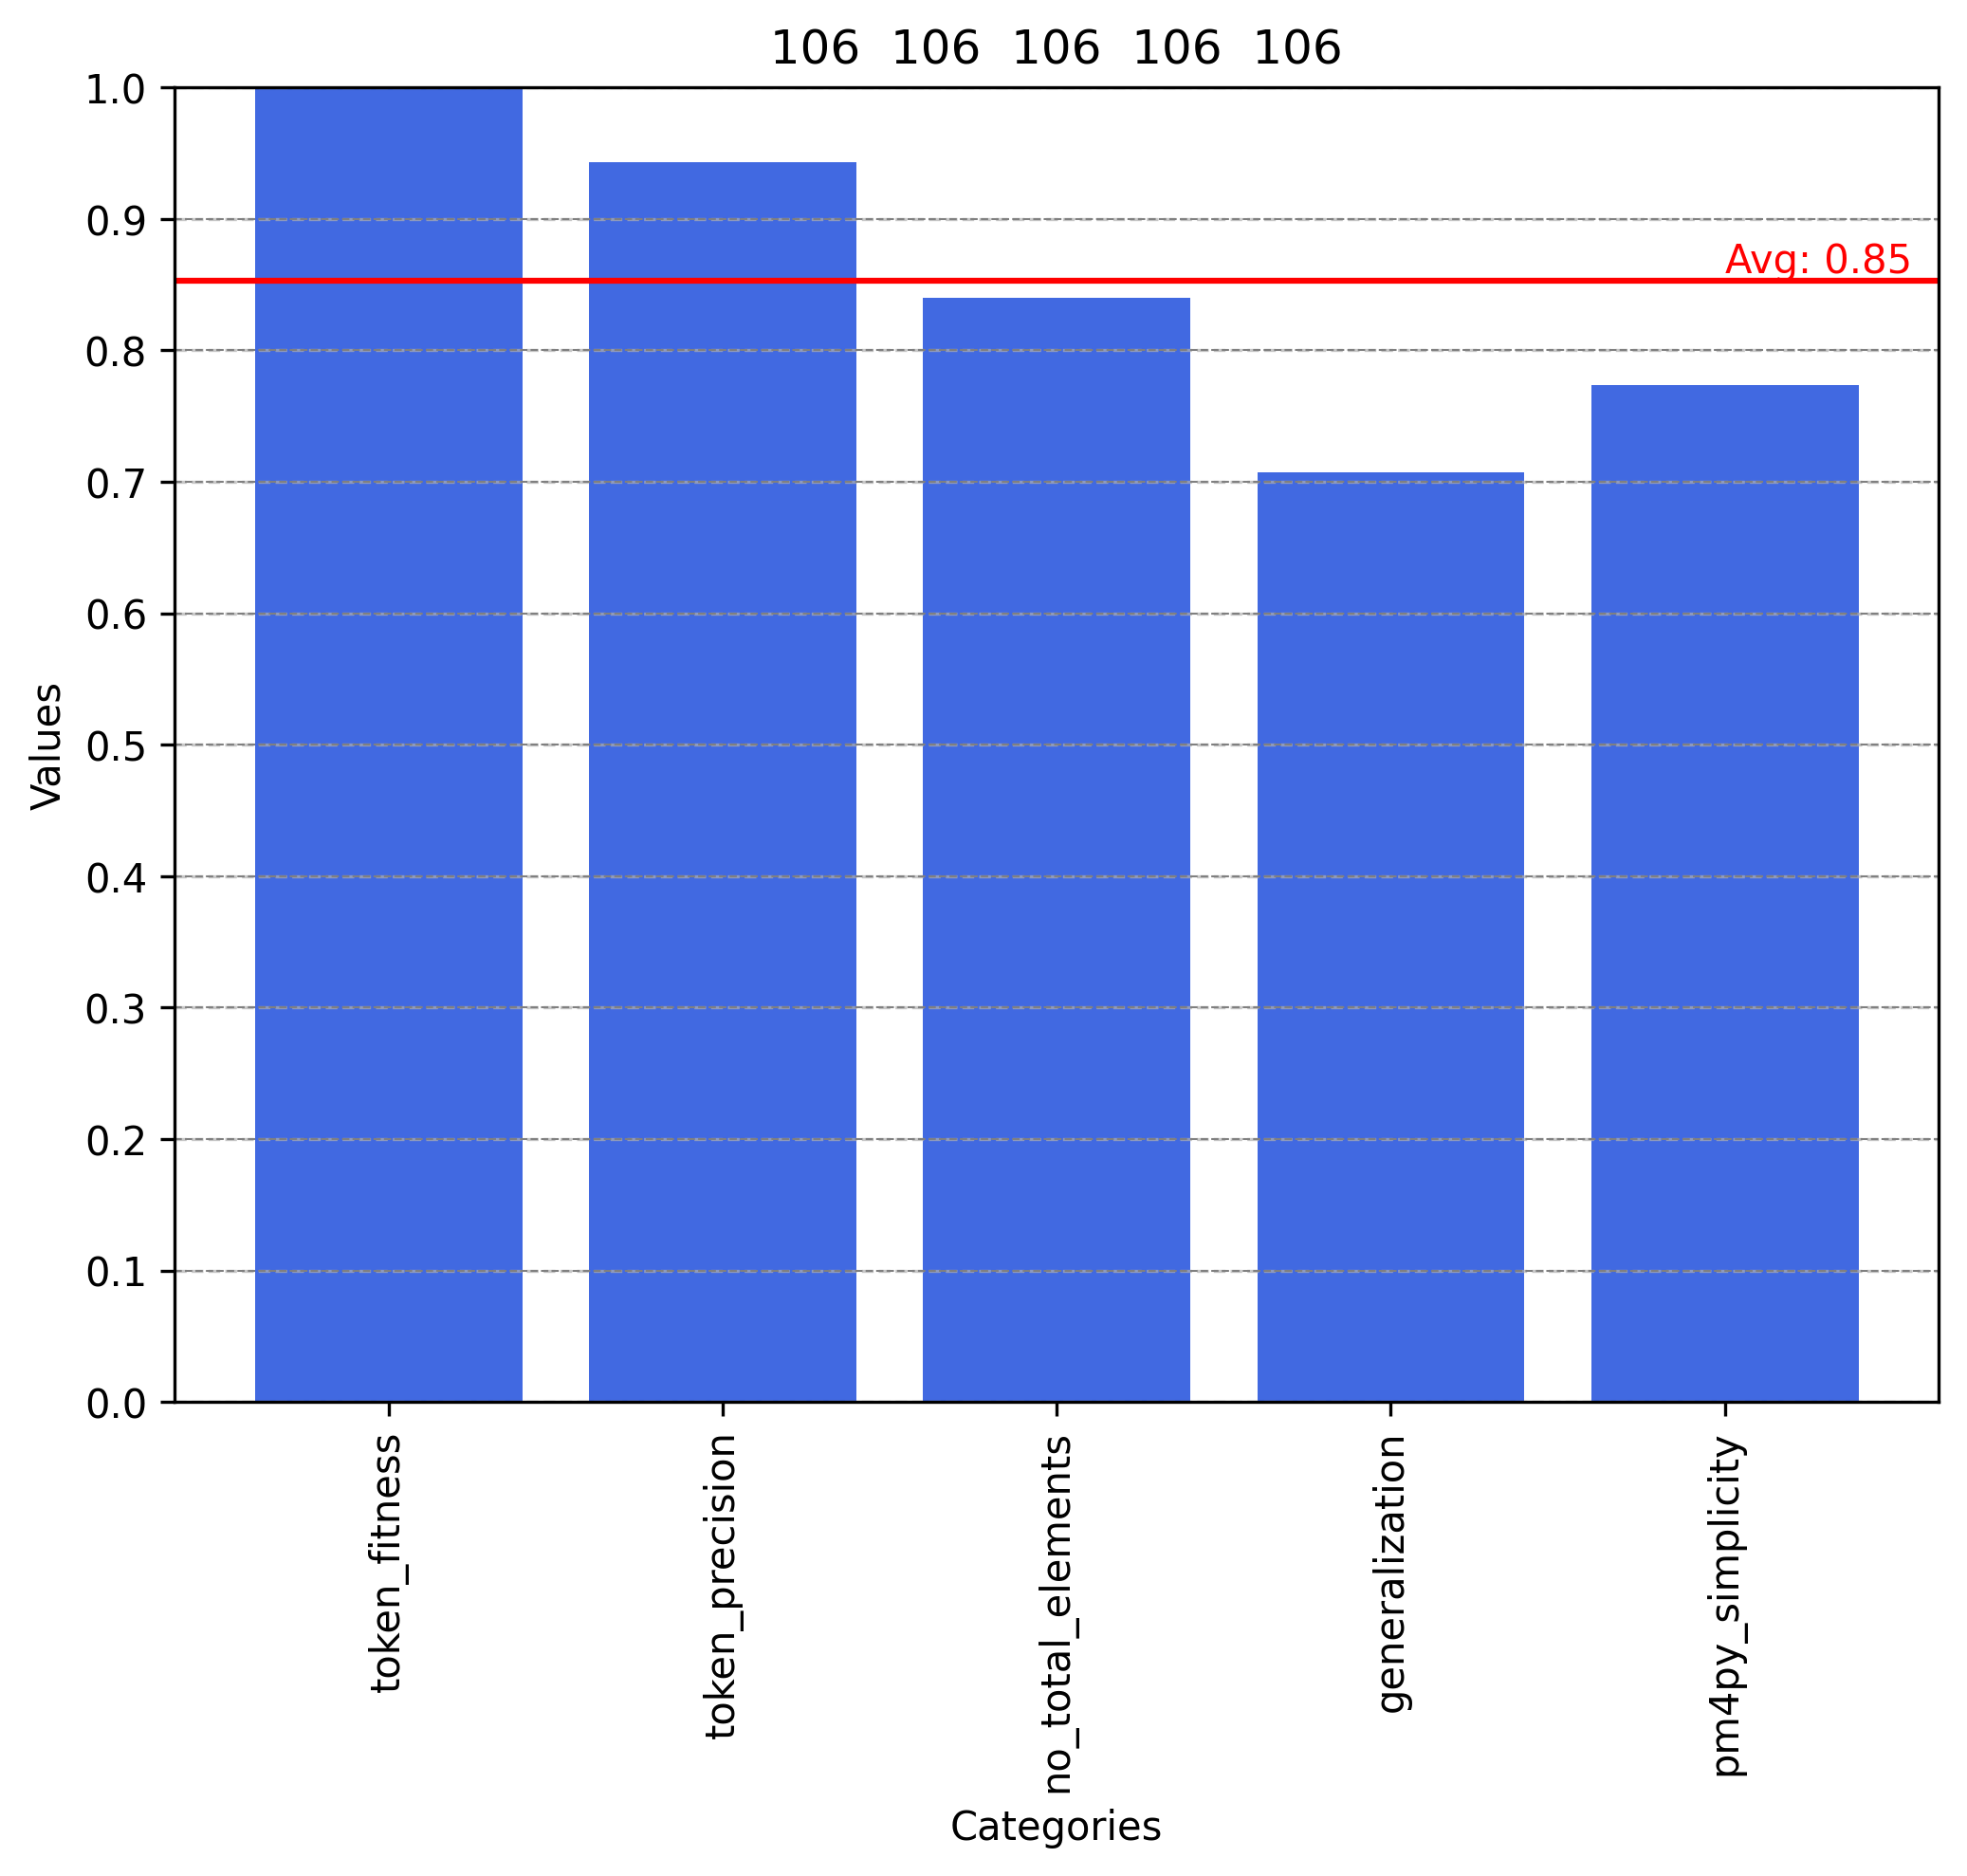 106 106 106 106 106
1.0
0.9
0.8
0.7
0.6
0.5
0.4
0.3
0.2
0.1
0.0
Values
Avg: 0.85
token_fitness
token_precision
no_total_elements
generalization
pm4py_simplicity
Categories